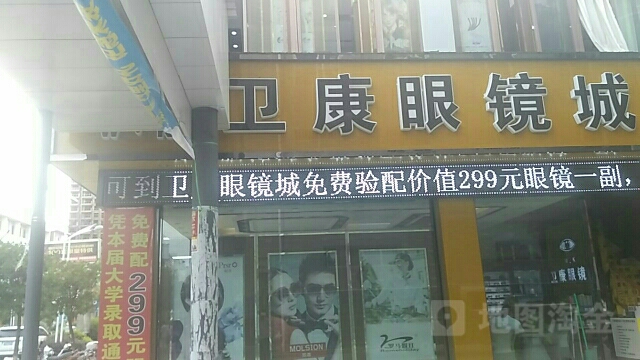 卫康眼镜城
可到卫 眼镜城免费验配价值299元眼镜一副，
免费配299元
凭本届大学录取通
卫康眼镜
MOLSION
地图淘金